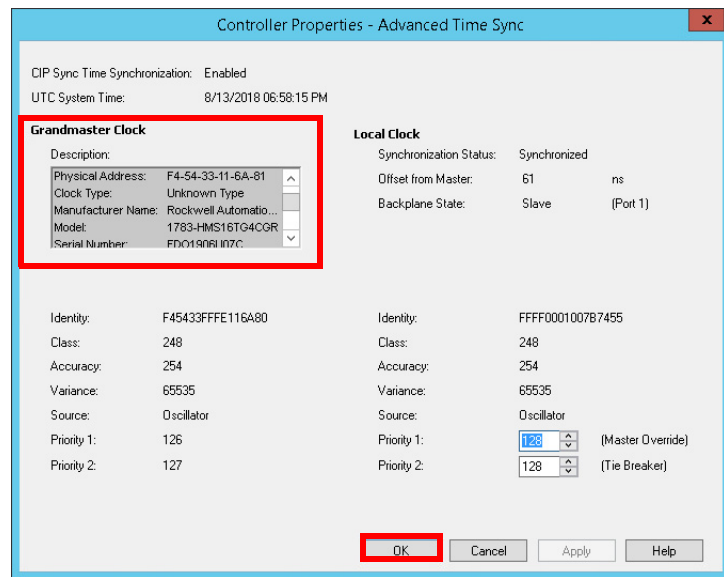 Controller Properties - Advanced Time Sync
x
CIP Sync Time Synchronization: Enabled
UTC System Time: 8/13/2018 06:58:15 PM
Grandmaster Clock
Description:
Physical Address: F4-54-33-11-6A-81
Clock Type: Unknown Type
Manufacturer Name: Rockwell Automatio...
Model: 1783-HMS16TG4CGR
Serial Number: FDO1906U07C
Local Clock
Synchronization Status: Synchronized
Offset from Master: 61 ns
Backplane State: Slave (Port 1)
Identity: F45433FFFE116A80
Class: 248
Accuracy: 254
Variance: 65535
Source: Oscillator
Priority 1: 126
Priority 2: 127
Identity: FFFF0001007B7455
Class: 248
Accuracy: 254
Variance: 65535
Source: Oscillator
Priority 1: 128 (Master Override)
Priority 2: 128 (Tie Breaker)
OK Cancel Apply Help